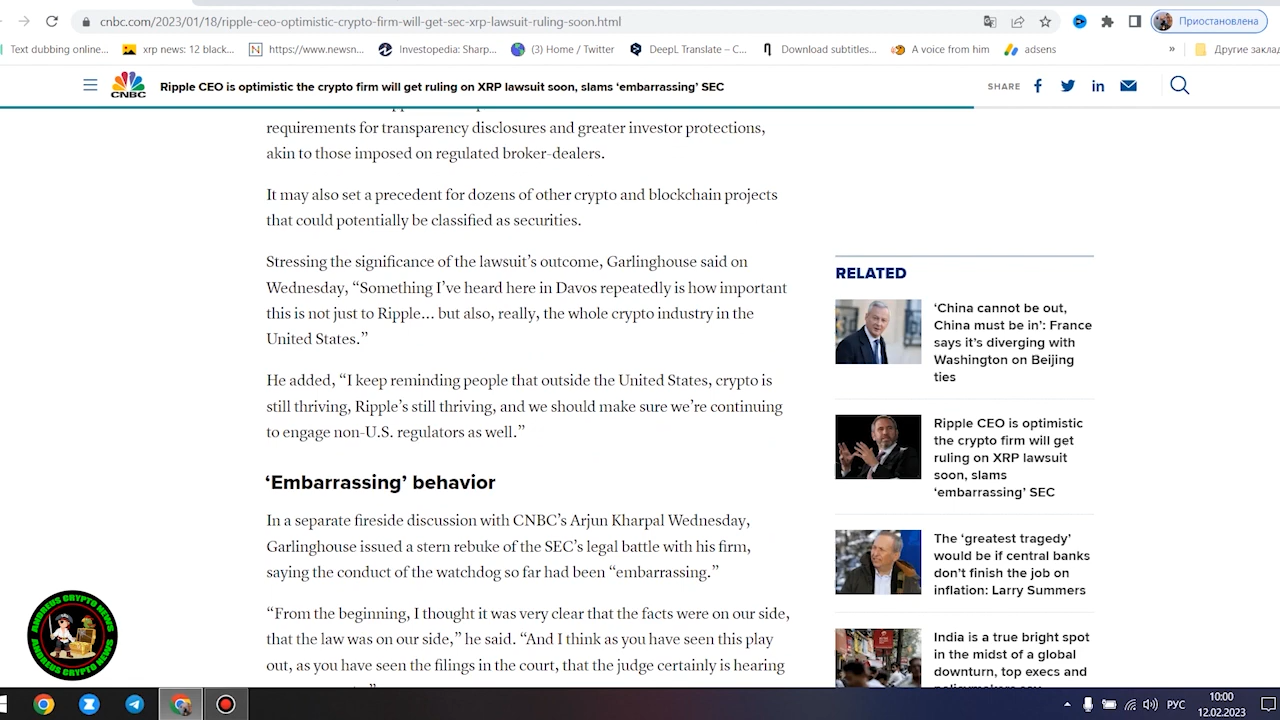 cnbc.com/2023/01/18/ripple-ceo-optimistic-crypto-firm-will-get-sec-xrp-lawsuit-ruling-soon.html
Приостановлена
Text dubbing online...
xrp news: 12 black...
https://www.newsn...
Investopedia: Sharp...
(3) Home / Twitter
DeepL Translate – C...
Download subtitles...
A voice from him
adsens
»
Другие закла
CNBC
Ripple CEO is optimistic the crypto firm will get ruling on XRP lawsuit soon, slams ‘embarrassing’ SEC
SHARE
requirements for transparency disclosures and greater investor protections,
akin to those imposed on regulated broker-dealers.
It may also set a precedent for dozens of other crypto and blockchain projects
that could potentially be classified as securities.
Stressing the significance of the lawsuit’s outcome, Garlinghouse said on
Wednesday, “Something I’ve heard here in Davos repeatedly is how important
this is not just to Ripple… but also, really, the whole crypto industry in the
United States.”
He added, “I keep reminding people that outside the United States, crypto is
still thriving, Ripple’s still thriving, and we should make sure we’re continuing
to engage non-U.S. regulators as well.”
‘Embarrassing’ behavior
In a separate fireside discussion with CNBC’s Arjun Kharpal Wednesday,
Garlinghouse issued a stern rebuke of the SEC’s legal battle with his firm,
saying the conduct of the watchdog so far had been “embarrassing.”
“From the beginning, I thought it was very clear that the facts were on our side,
that the law was on our side,” he said. “And I think as you have seen this play
out, as you have seen the filings in the court, that the judge certainly is hearing
RELATED
‘China cannot be out,
China must be in’: France
says it’s diverging with
Washington on Beijing
ties
Ripple CEO is optimistic
the crypto firm will get
ruling on XRP lawsuit
soon, slams
‘embarrassing’ SEC
The ‘greatest tragedy’
would be if central banks
don’t finish the job on
inflation: Larry Summers
India is a true bright spot
in the midst of a global
downturn, top execs and
ANDREUS CRYPTO NEWS
ANDREUS CRYPTO NEWS
РУС
10:00
12.02.2023